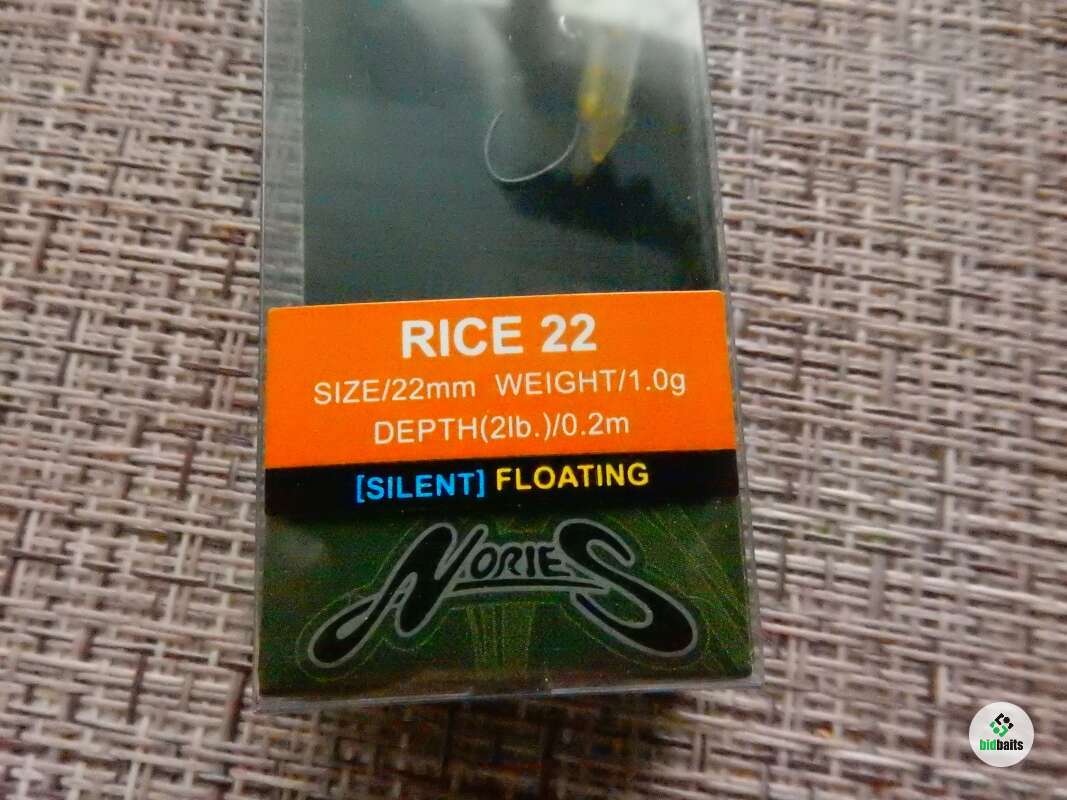 RICE 22
SIZE/22mm WEIGHT/1.0g
DEPTH(2lb.)/0.2m
[SILENT] FLOATING
NORIES
bidbaits